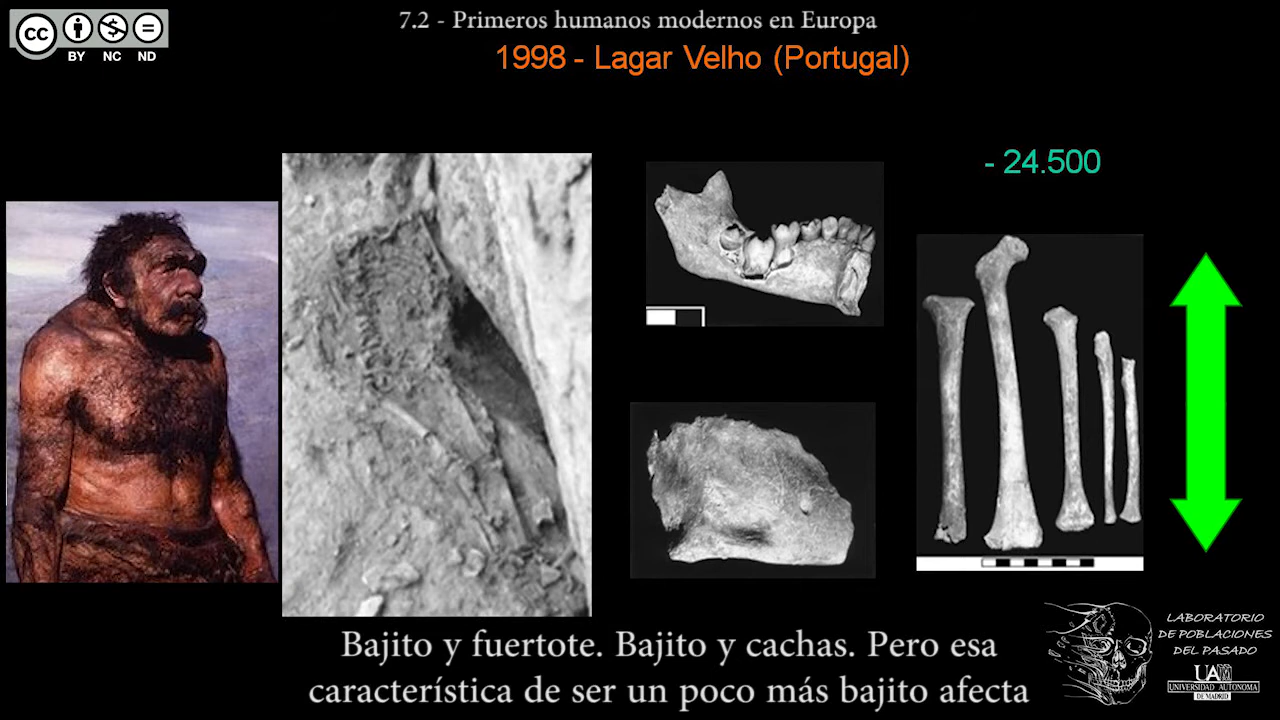 cc
BY NC ND
7.2 - Primeros humanos modernos en Europa
1998 - Lagar Velho (Portugal)
- 24.500
Bajito y fuertote. Bajito y cachas. Pero esa
característica de ser un poco más bajito afecta
LABORATORIO
DE POBLACIONES
DEL PASADO
UAM
UNIVERSIDAD AUTONOMA
DE MADRID